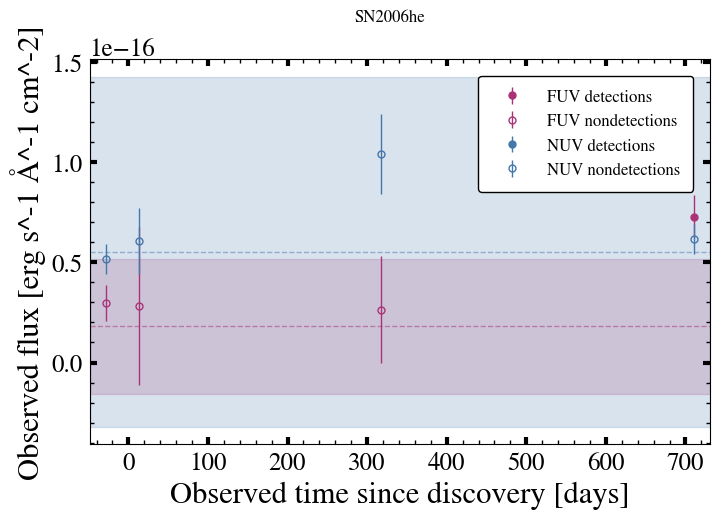 SN2006he
1e−16
1.5
1.0
0.5
0.0
Observed flux [erg s^-1 Å^-1 cm^-2]
FUV detections
FUV nondetections
NUV detections
NUV nondetections
0 100 200 300 400 500 600 700
Observed time since discovery [days]